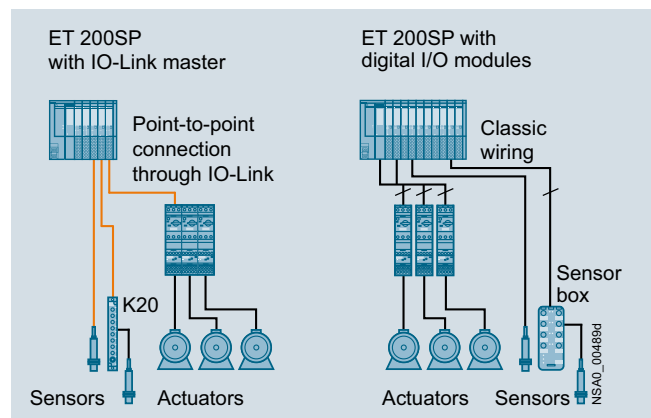 ET 200SP
with IO-Link master
Point-to-point
connection
through IO-Link
K20
Sensors
Actuators
ET 200SP with
digital I/O modules
Classic
wiring
Sensor
box
NSA0_00489d
Actuators
Sensors